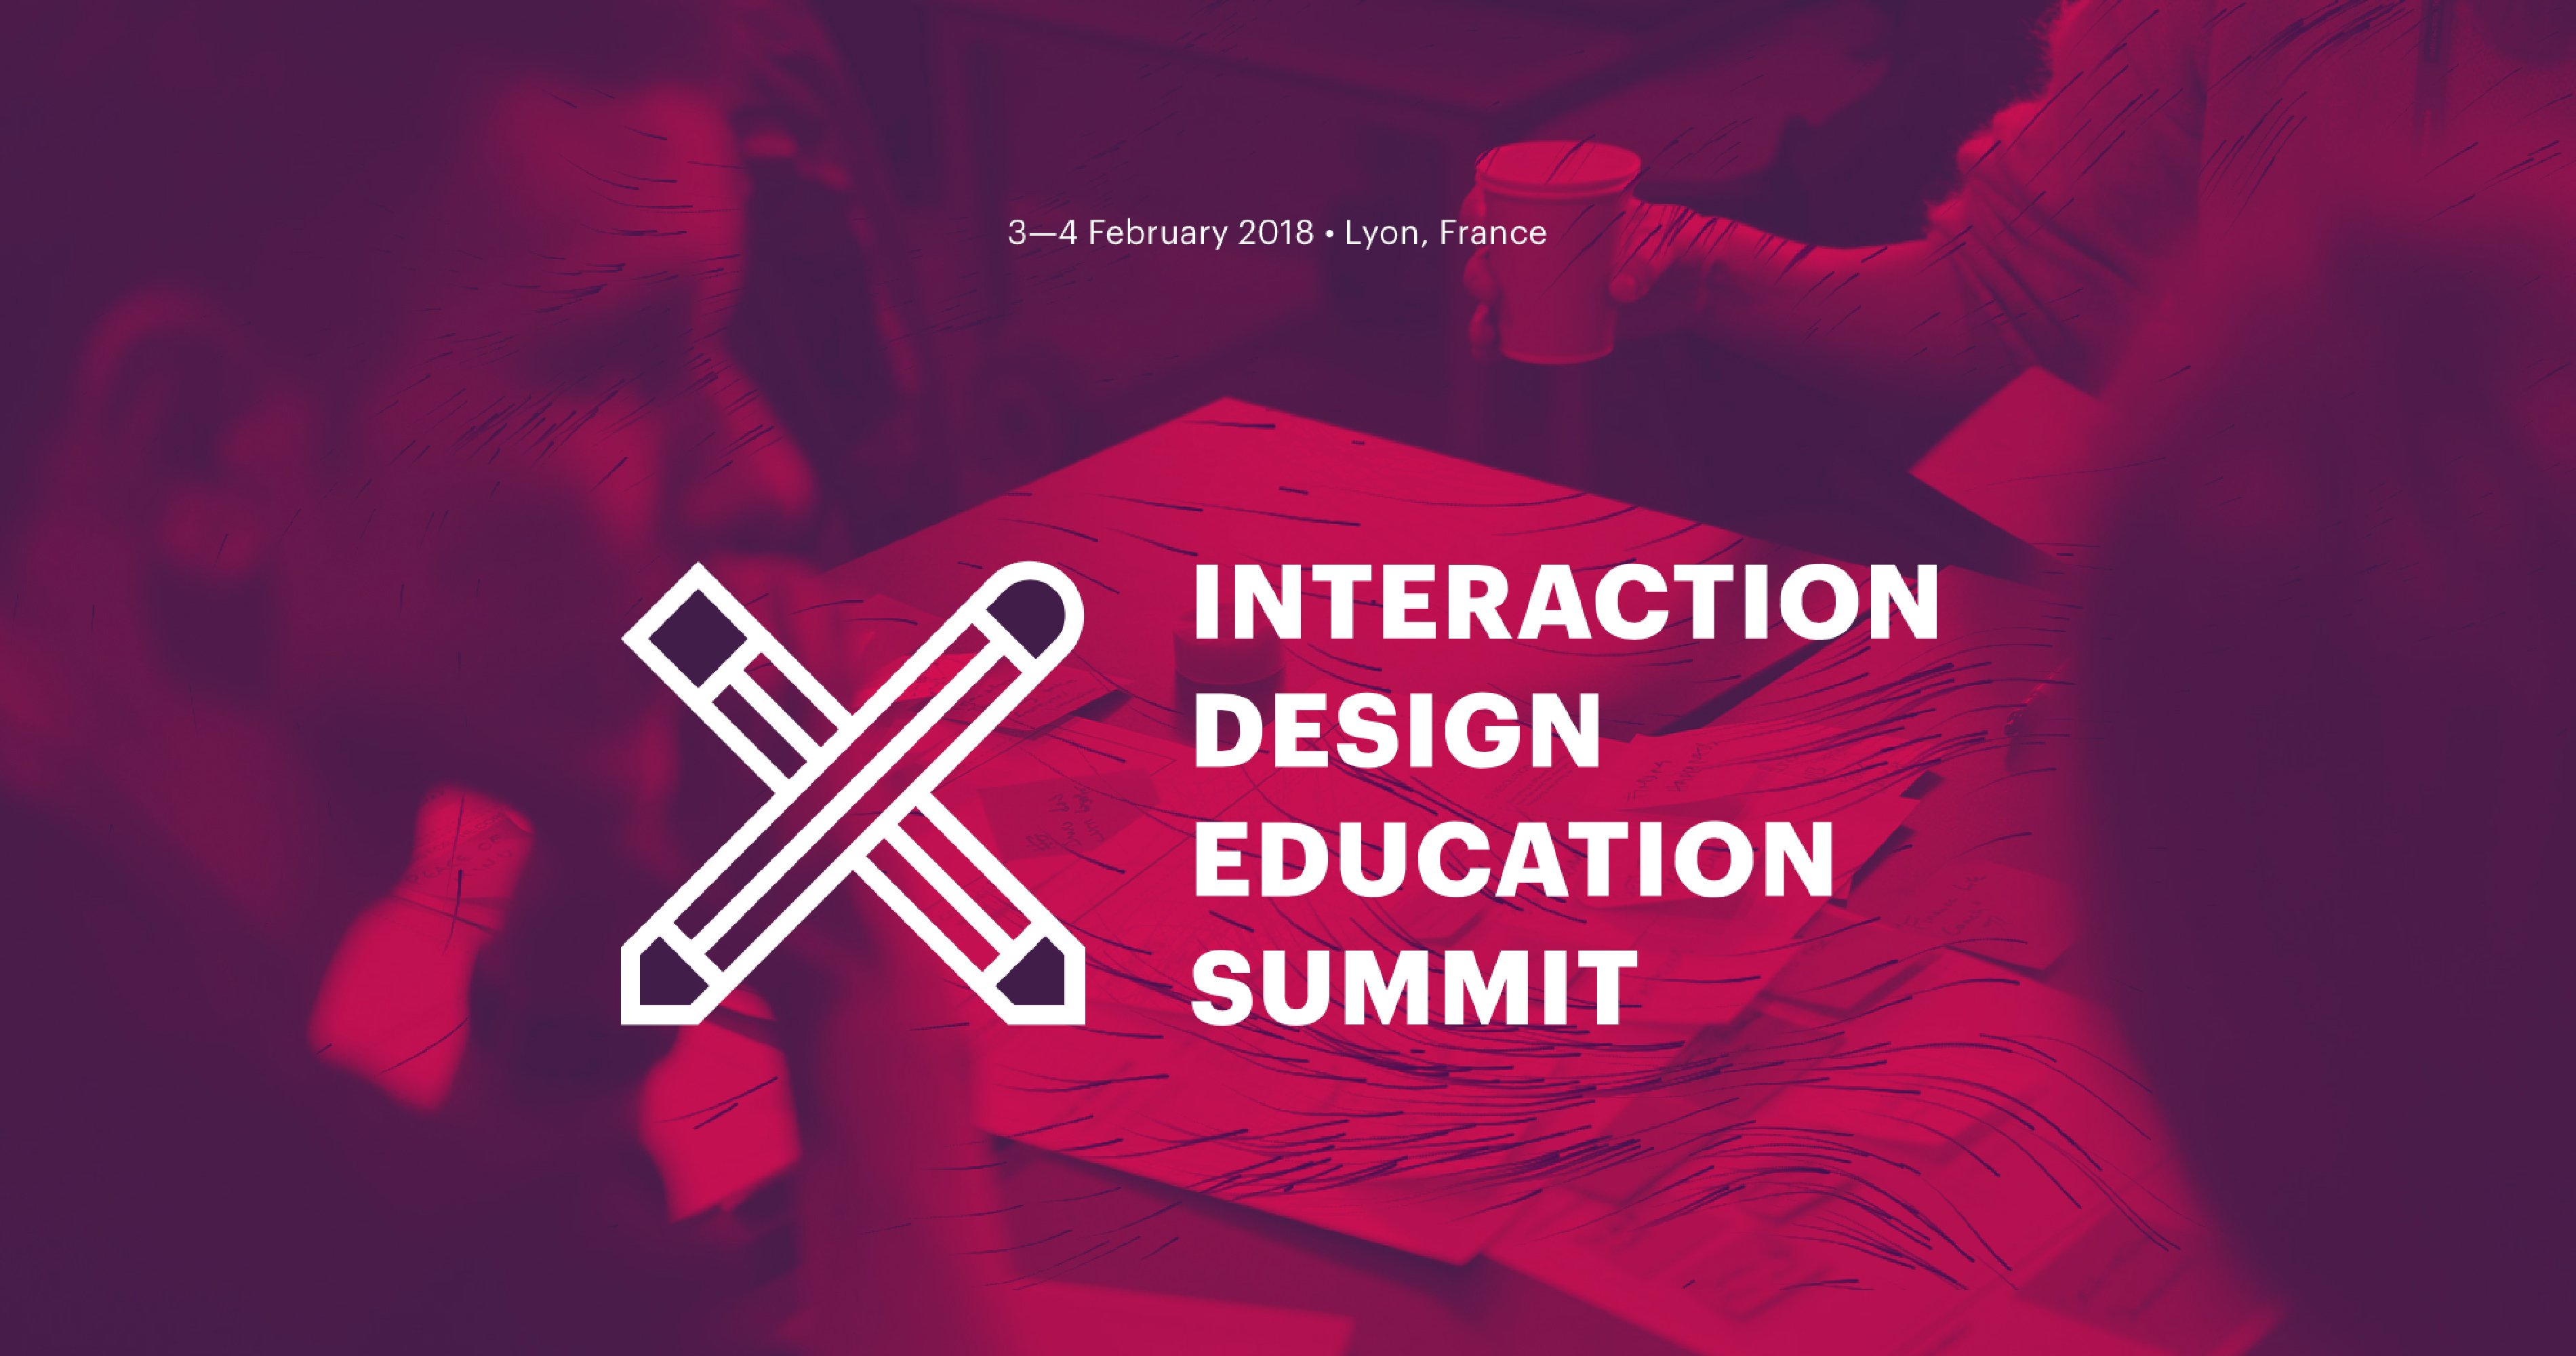 3—4 February 2018 • Lyon, France
INTERACTION
DESIGN
EDUCATION
SUMMIT